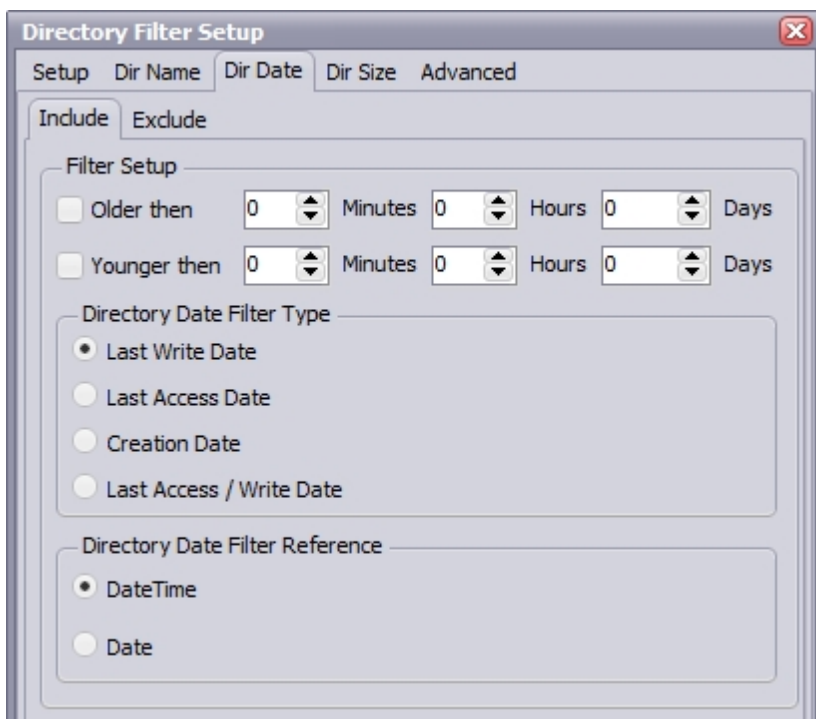 Directory Filter Setup
Setup Dir Name Dir Date Dir Size Advanced
Include Exclude
Filter Setup
Older then 0 Minutes 0 Hours 0 Days
Younger then 0 Minutes 0 Hours 0 Days
Directory Date Filter Type
Last Write Date
Last Access Date
Creation Date
Last Access / Write Date
Directory Date Filter Reference
DateTime
Date